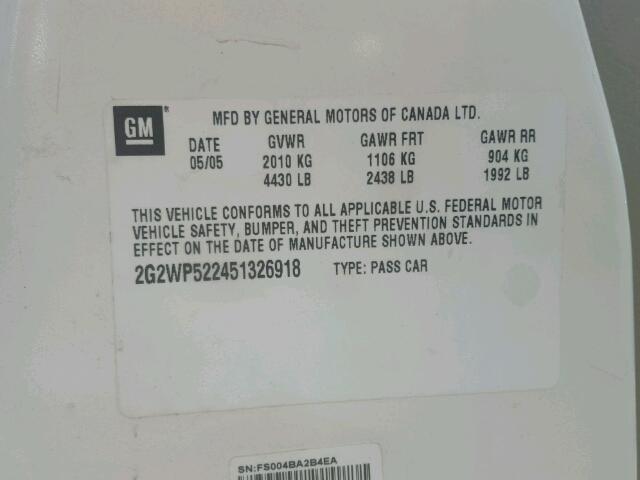 GM®
MFD BY GENERAL MOTORS OF CANADA LTD.
DATE GVWR GAWR FRT GAWR RR
05/05 2010 KG 1106 KG 904 KG
4430 LB 2438 LB 1992 LB
THIS VEHICLE CONFORMS TO ALL APPLICABLE U.S. FEDERAL MOTOR
VEHICLE SAFETY, BUMPER, AND THEFT PREVENTION STANDARDS IN
EFFECT ON THE DATE OF MANUFACTURE SHOWN ABOVE.
2G2WP522451326918 TYPE: PASS CAR
SN:FS004BA2B4EA